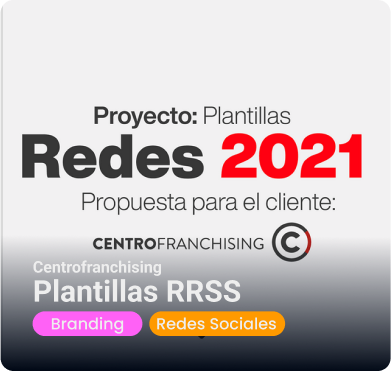 Proyecto: Plantillas
Redes 2021
Propuesta para el cliente:
CENTROFRANCHISING C
Centrofranchising
Plantillas RRSS
Branding Redes Sociales